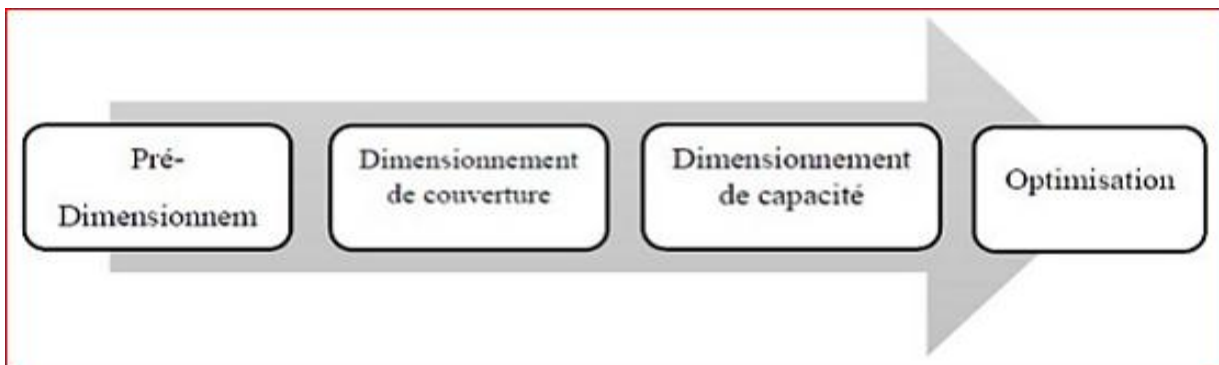 Pré-
Dimensionnem
Dimensionnement
de couverture
Dimensionnement
de capacité
Optimisation